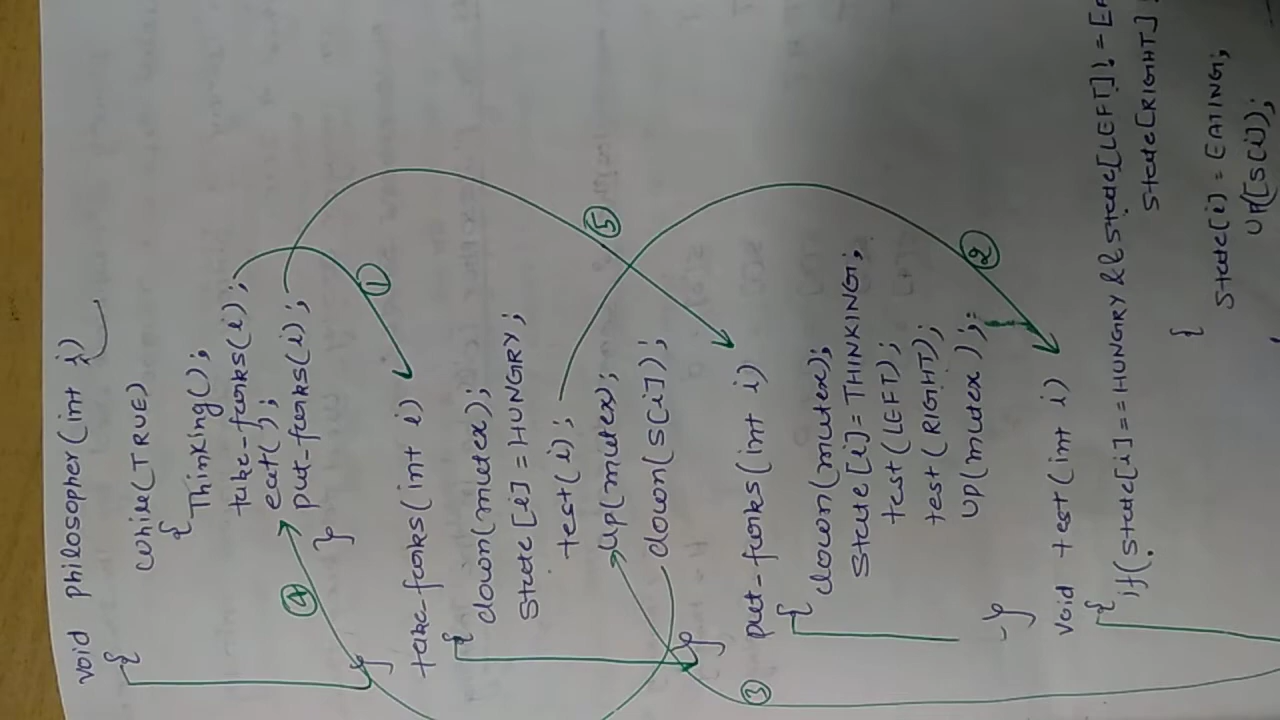 void philosopher(int i)
{
while(TRUE)
{
Thinking();
take-forks(i);
eat();
put-forks(i);
}
}
take-forks(int i)
{
down(mutex);
state[i]=HUNGRY;
test(i);
up(mutex);
down(s[i]);
}
put-forks(int i)
{
down(mutex);
state[i]=THINKING;
test(LEFT);
test(RIGHT);
up(mutex);
}
void test(int i)
{
if(state[i]==HUNGRY&&state[LEFT]!=
state[RIGHT]
{
state[i]=EATING;
up(s[i]);
1
2
3
4
5